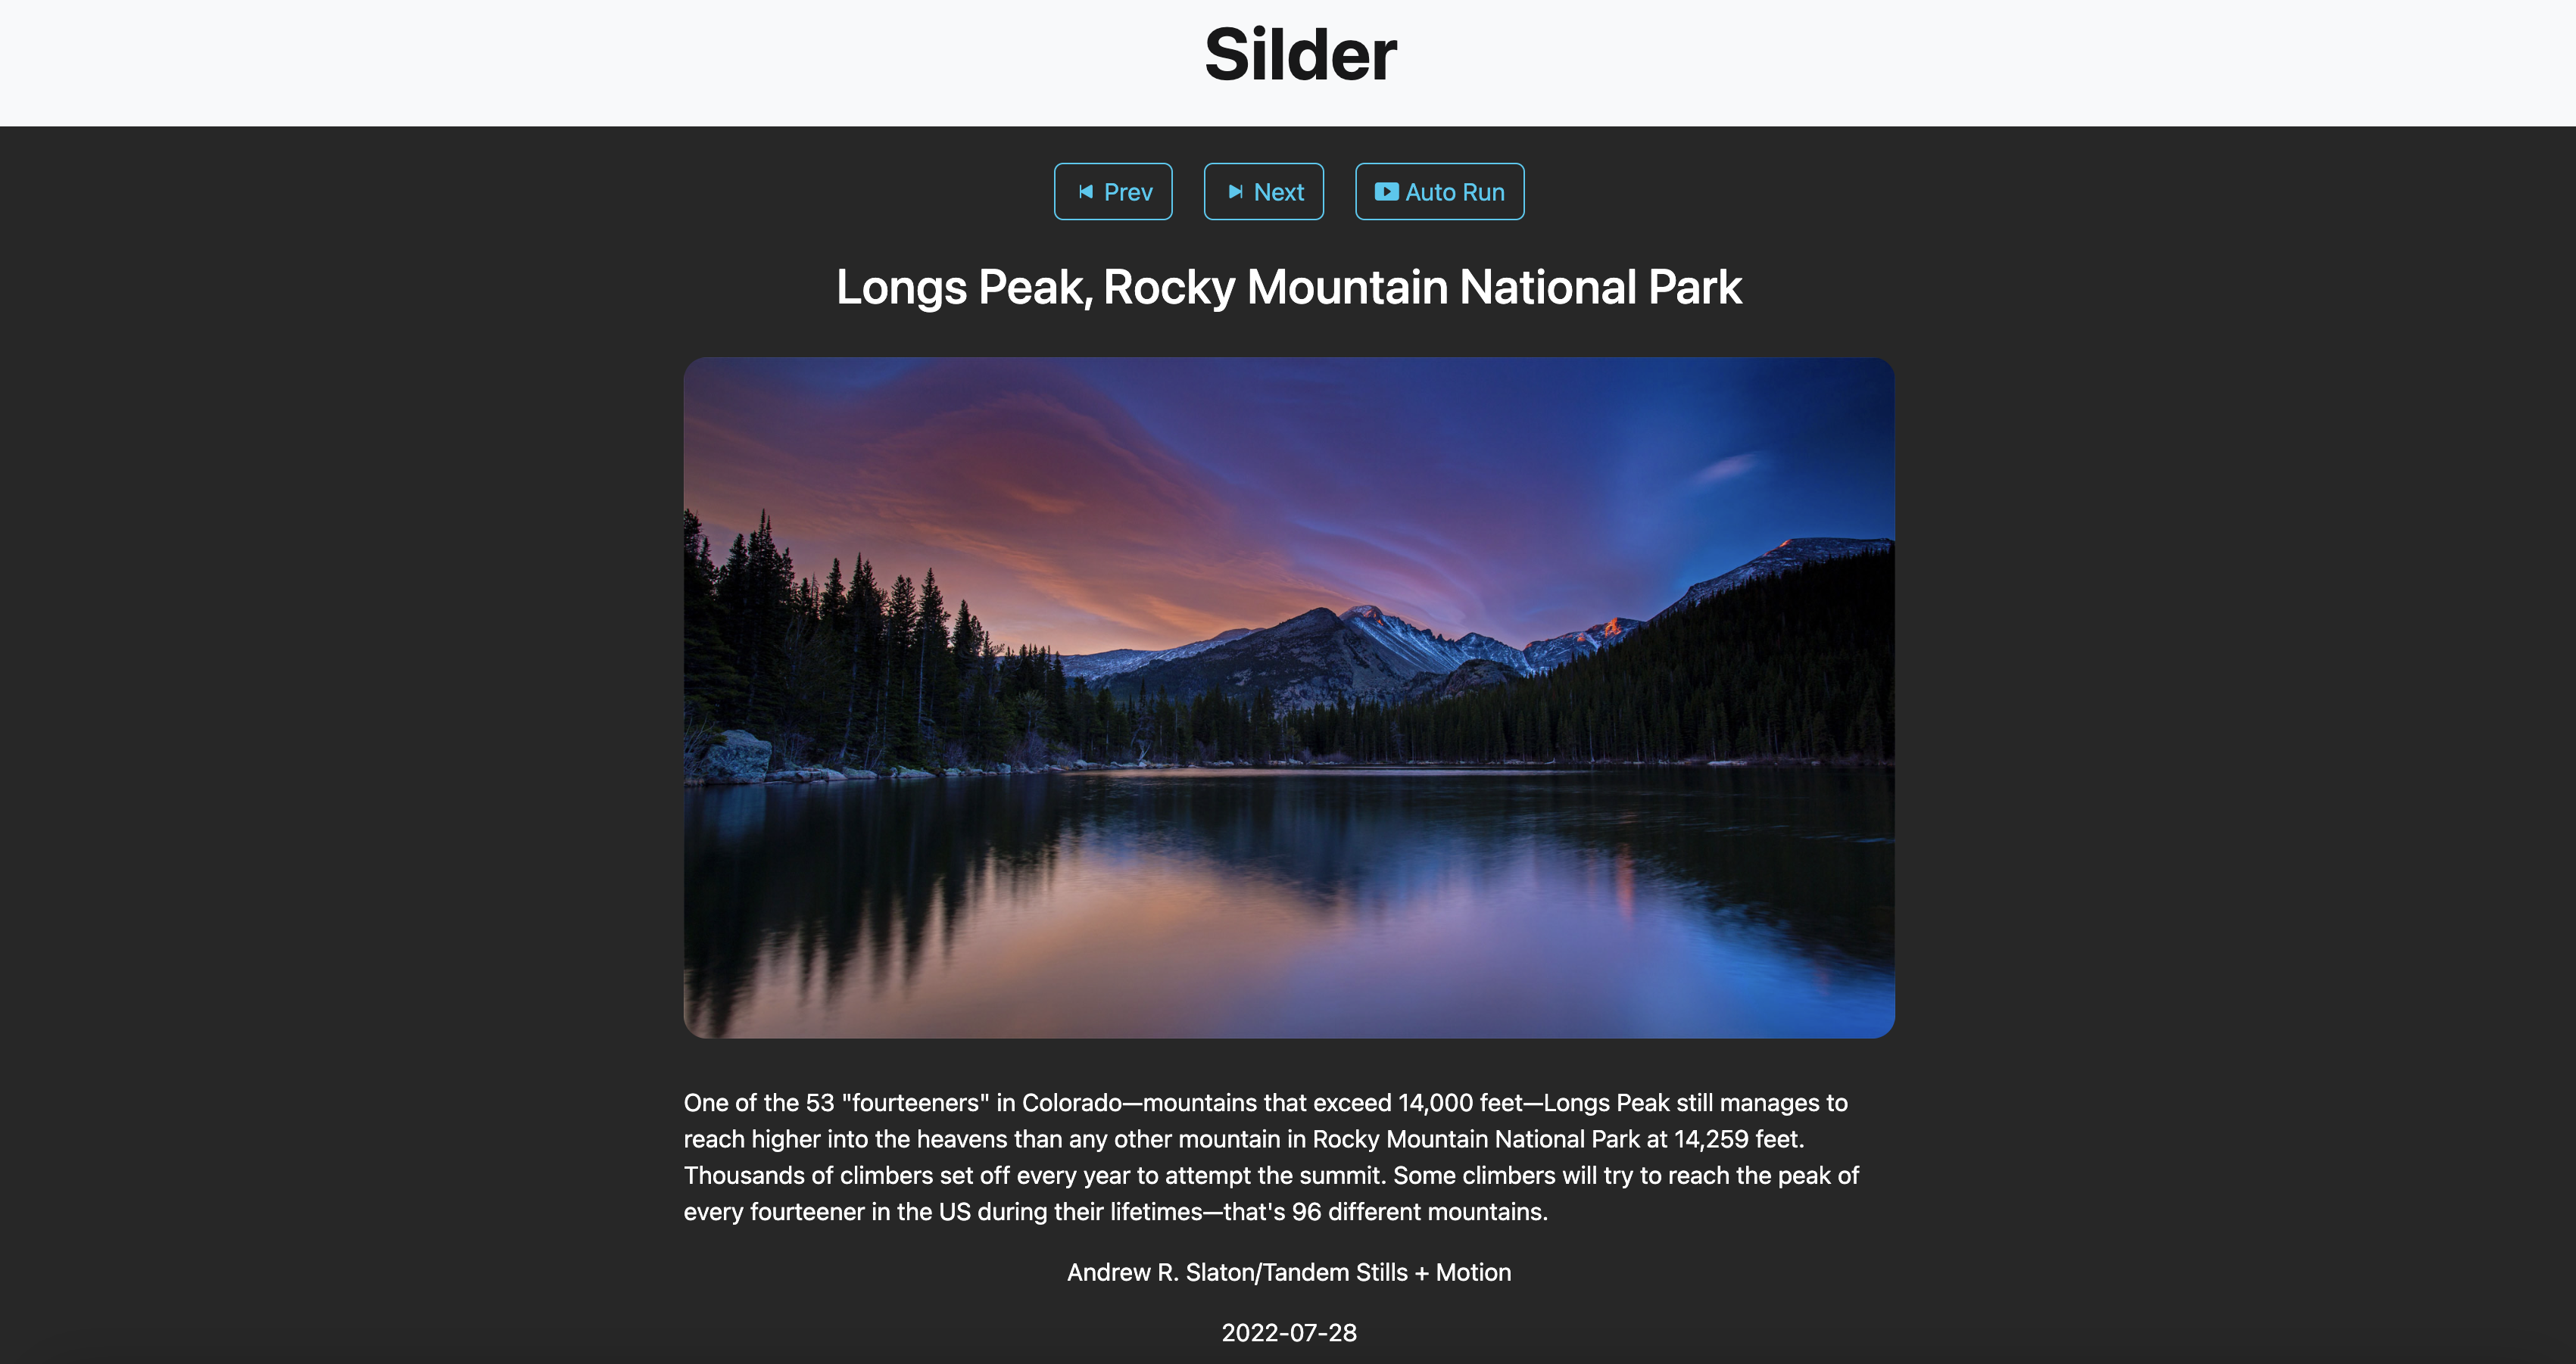 Silder
Prev
Next
Auto Run
Longs Peak, Rocky Mountain National Park
One of the 53 "fourteeners" in Colorado—mountains that exceed 14,000 feet—Longs Peak still manages to
reach higher into the heavens than any other mountain in Rocky Mountain National Park at 14,259 feet.
Thousands of climbers set off every year to attempt the summit. Some climbers will try to reach the peak of
every fourteener in the US during their lifetimes—that's 96 different mountains.
Andrew R. Slaton/Tandem Stills + Motion
2022-07-28